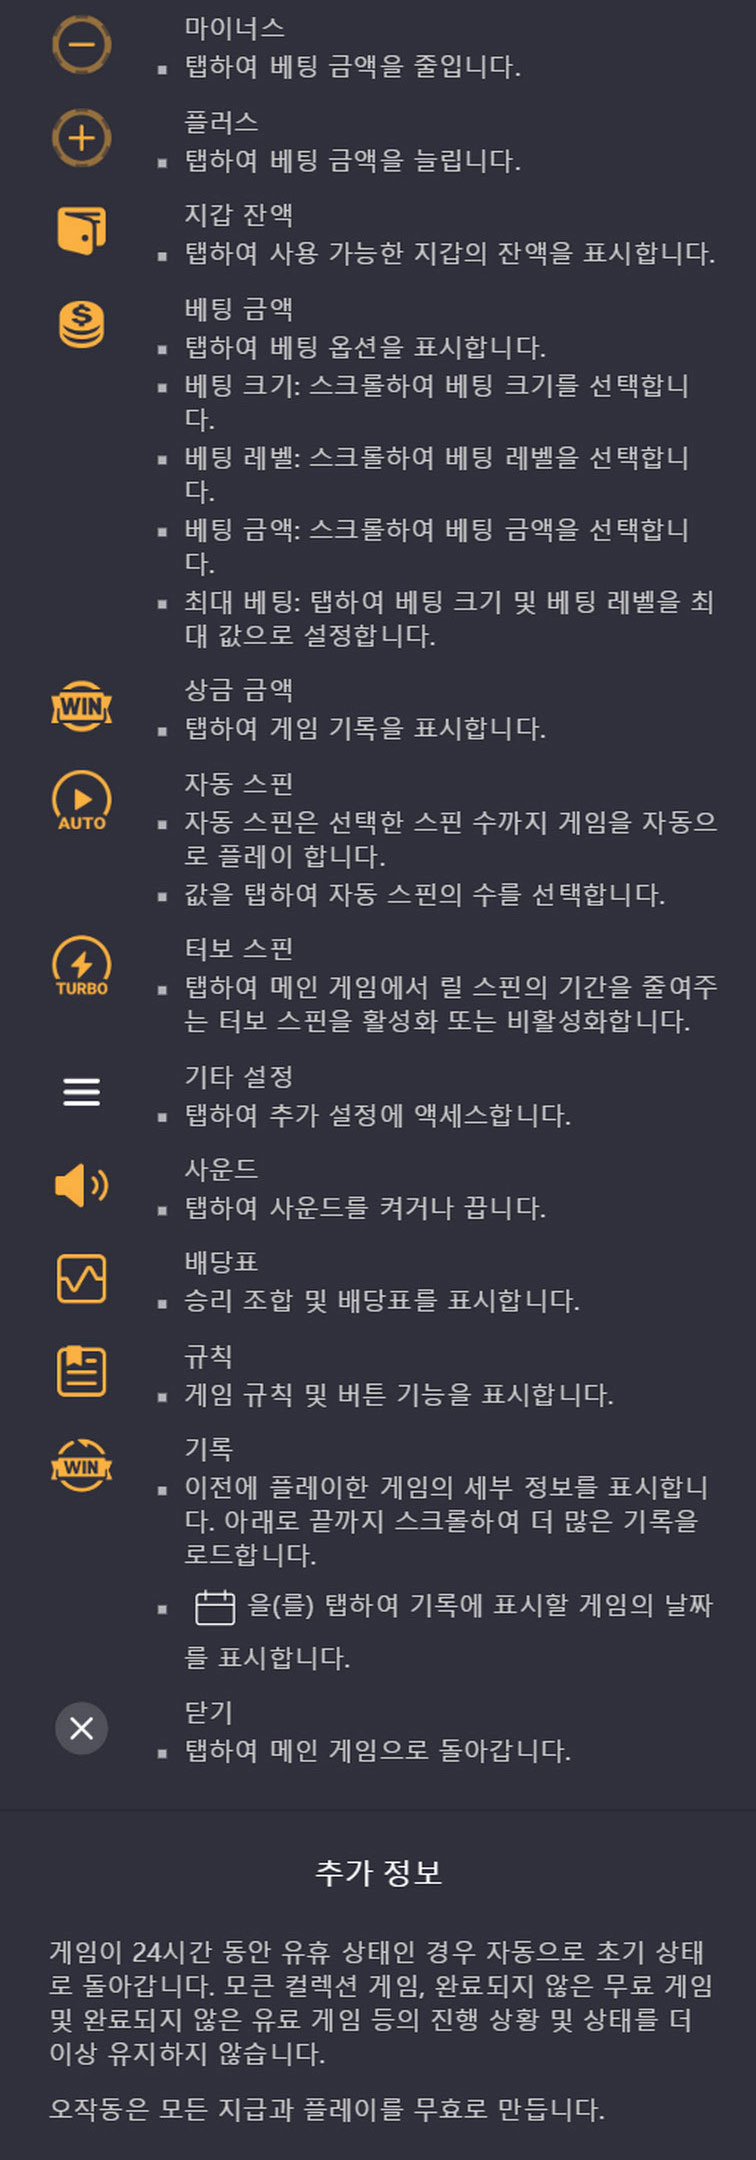 마이너스
▪ 탭하여 베팅 금액을 줄입니다.
플러스
▪ 탭하여 베팅 금액을 늘립니다.
지갑 잔액
▪ 탭하여 사용 가능한 지갑의 잔액을 표시합니다.
$
베팅 금액
▪ 탭하여 베팅 옵션을 표시합니다.
▪ 베팅 크기: 스크롤하여 베팅 크기를 선택합니
다.
▪ 베팅 레벨: 스크롤하여 베팅 레벨을 선택합니
다.
▪ 베팅 금액: 스크롤하여 베팅 금액을 선택합니
다.
▪ 최대 베팅: 탭하여 베팅 크기 및 베팅 레벨을 최
대 값으로 설정합니다.
WIN
상금 금액
▪ 탭하여 게임 기록을 표시합니다.
AUTO
자동 스핀
▪ 자동 스핀은 선택한 스핀 수까지 게임을 자동으
로 플레이 합니다.
▪ 값을 탭하여 자동 스핀의 수를 선택합니다.
TURBO
터보 스핀
▪ 탭하여 메인 게임에서 릴 스핀의 기간을 줄여주
는 터보 스핀을 활성화 또는 비활성화합니다.
기타 설정
▪ 탭하여 추가 설정에 액세스합니다.
사운드
▪ 탭하여 사운드를 켜거나 끕니다.
배당표
▪ 승리 조합 및 배당표를 표시합니다.
규칙
▪ 게임 규칙 및 버튼 기능을 표시합니다.
WIN
기록
▪ 이전에 플레이한 게임의 세부 정보를 표시합니
다. 아래로 끝까지 스크롤하여 더 많은 기록을
로드합니다.
▪ 을(를) 탭하여 기록에 표시할 게임의 날짜
를 표시합니다.
닫기
▪ 탭하여 메인 게임으로 돌아갑니다.
추가 정보
게임이 24시간 동안 유휴 상태인 경우 자동으로 초기 상태
로 돌아갑니다. 모큰 컬렉션 게임, 완료되지 않은 무료 게임
및 완료되지 않은 유료 게임 등의 진행 상황 및 상태를 더
이상 유지하지 않습니다.
오작동은 모든 지급과 플레이를 무효로 만듭니다.